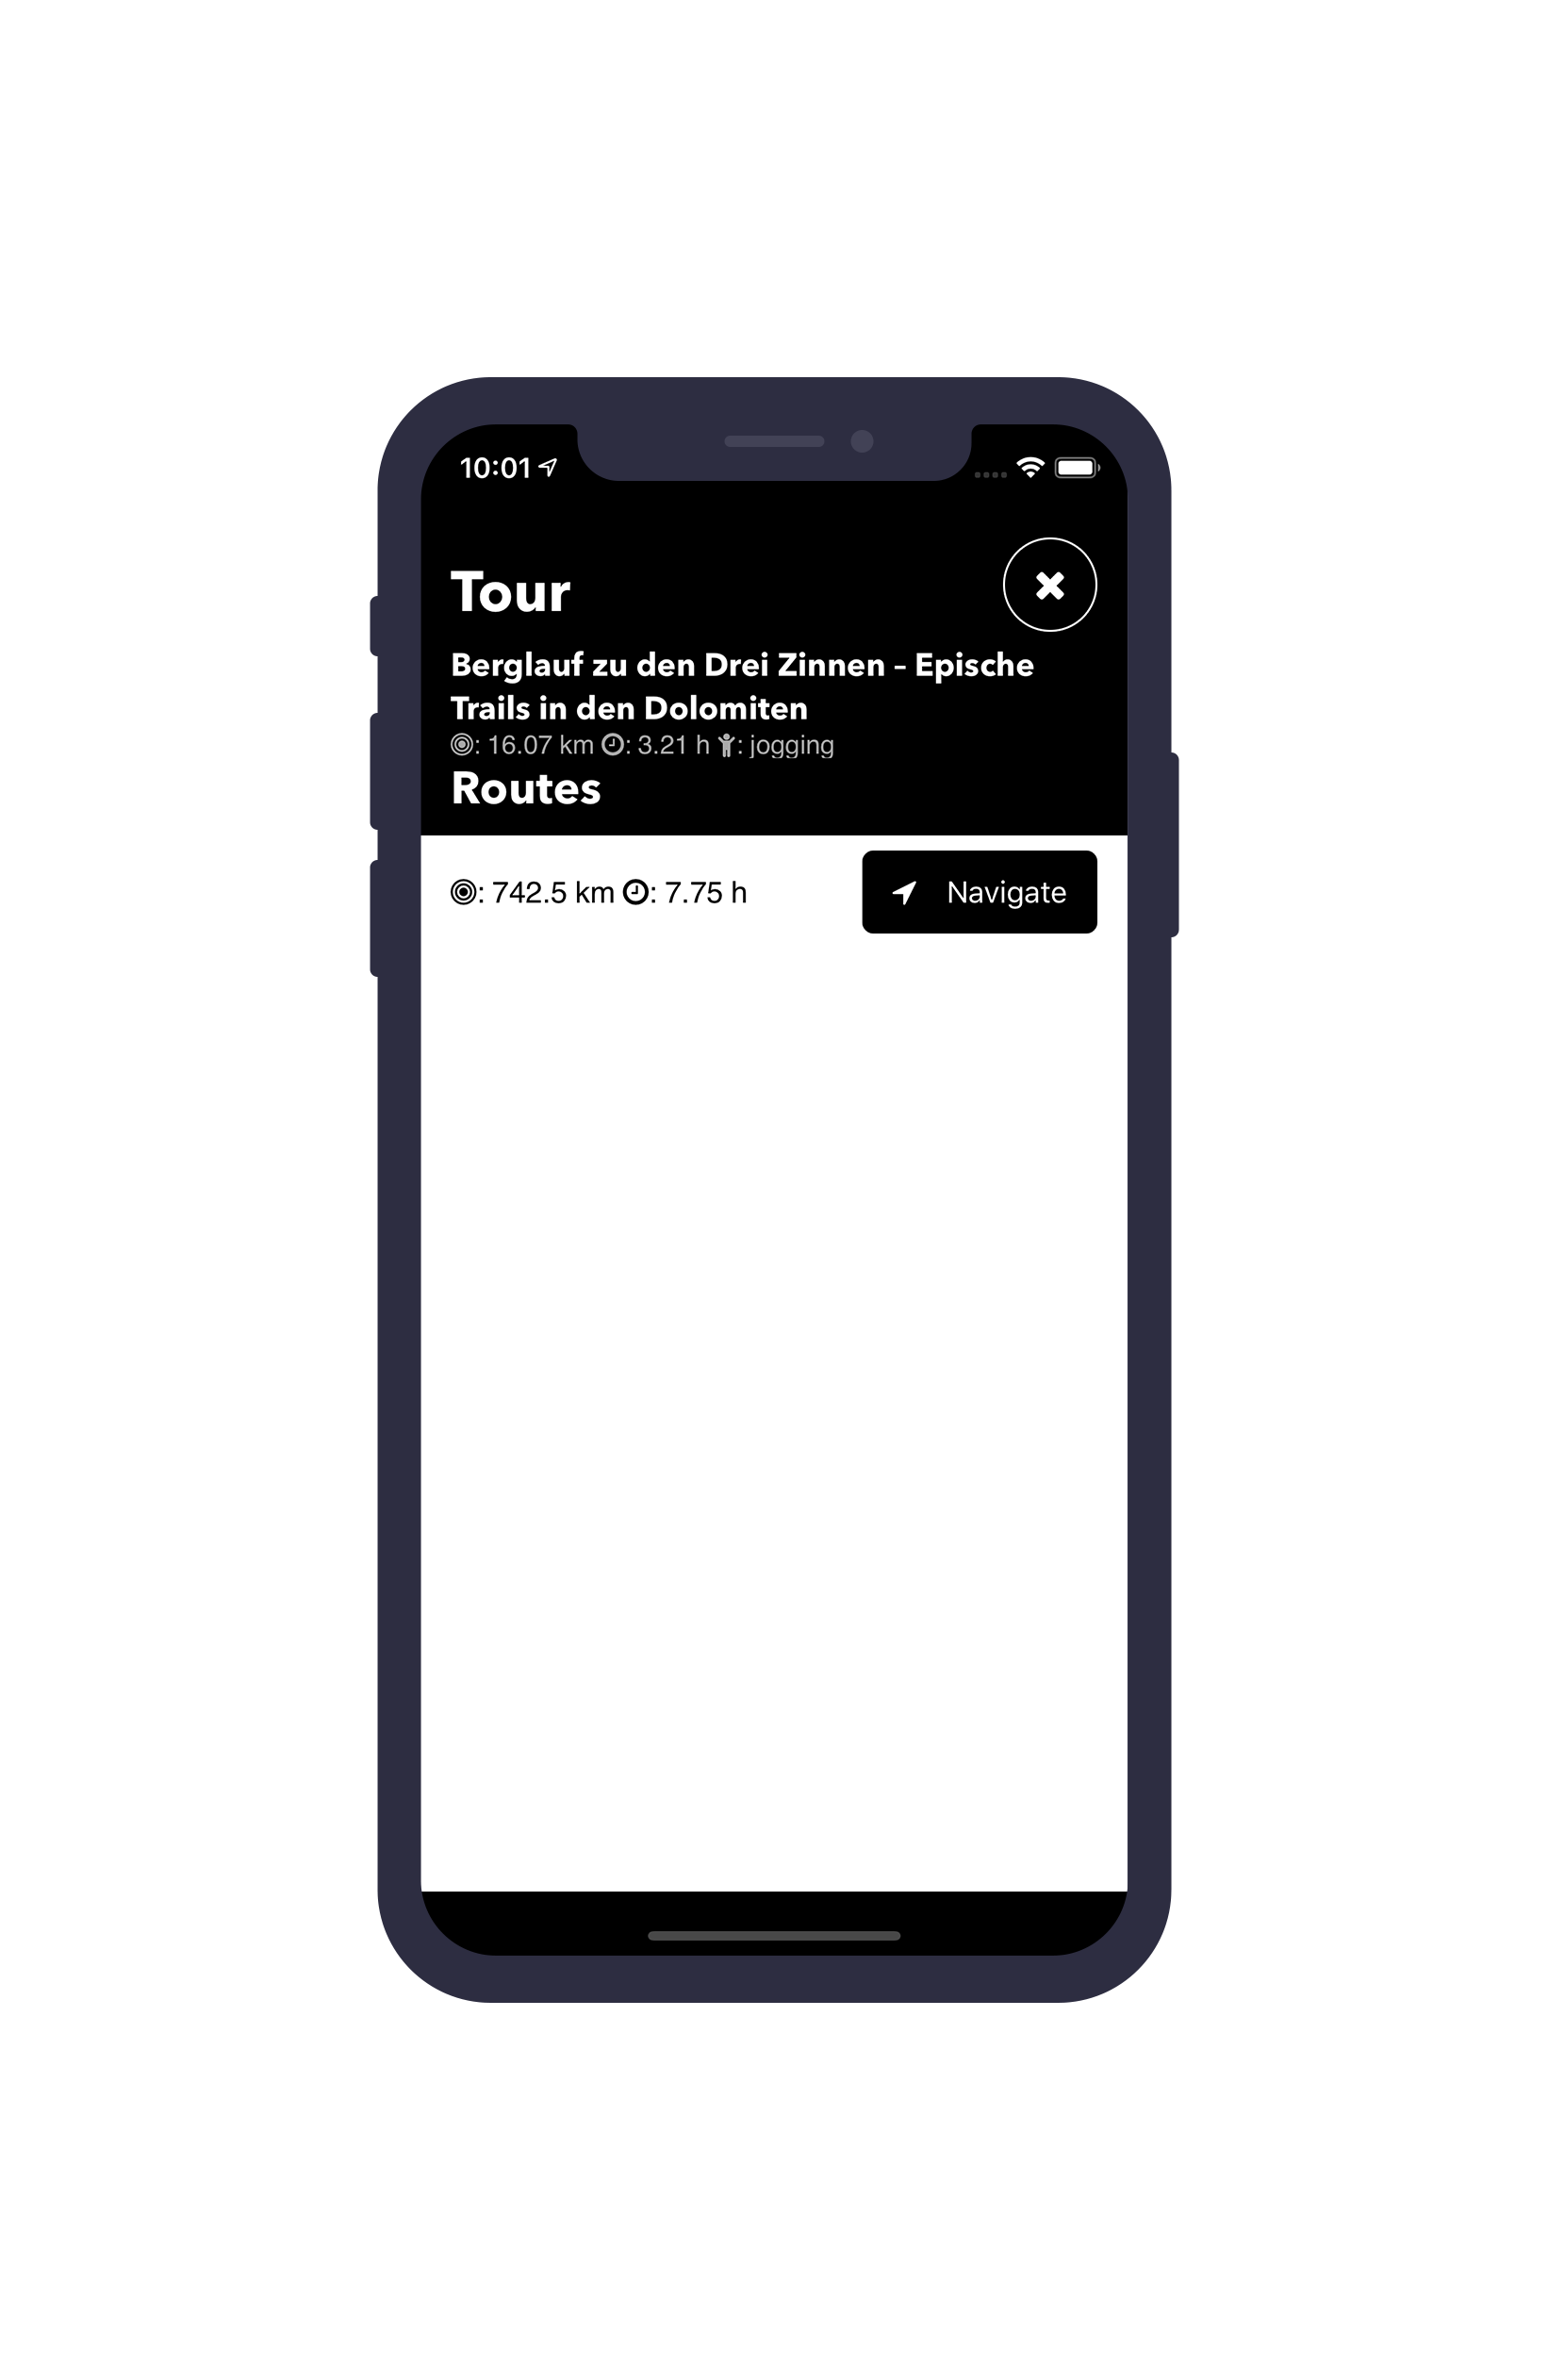 10:01
Tour
Berglauf zu den Drei Zinnen – Epische
Trails in den Dolomiten
: 16.07 km : 3.21 h : jogging
Routes
: 742.5 km : 7.75 h
Navigate